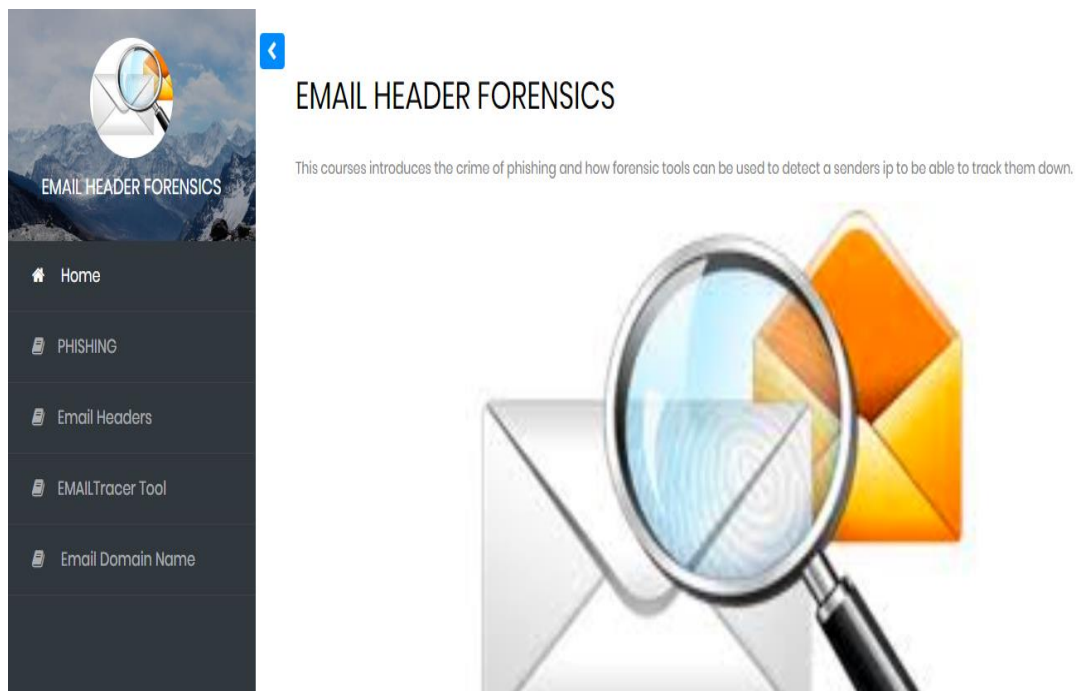 EMAIL HEADER FORENSICS
Home
PHISHING
Email Headers
EMAILTracer Tool
Email Domain Name
EMAIL HEADER FORENSICS
This courses introduces the crime of phishing and how forensic tools can be used to detect a senders ip to be able to track them down.